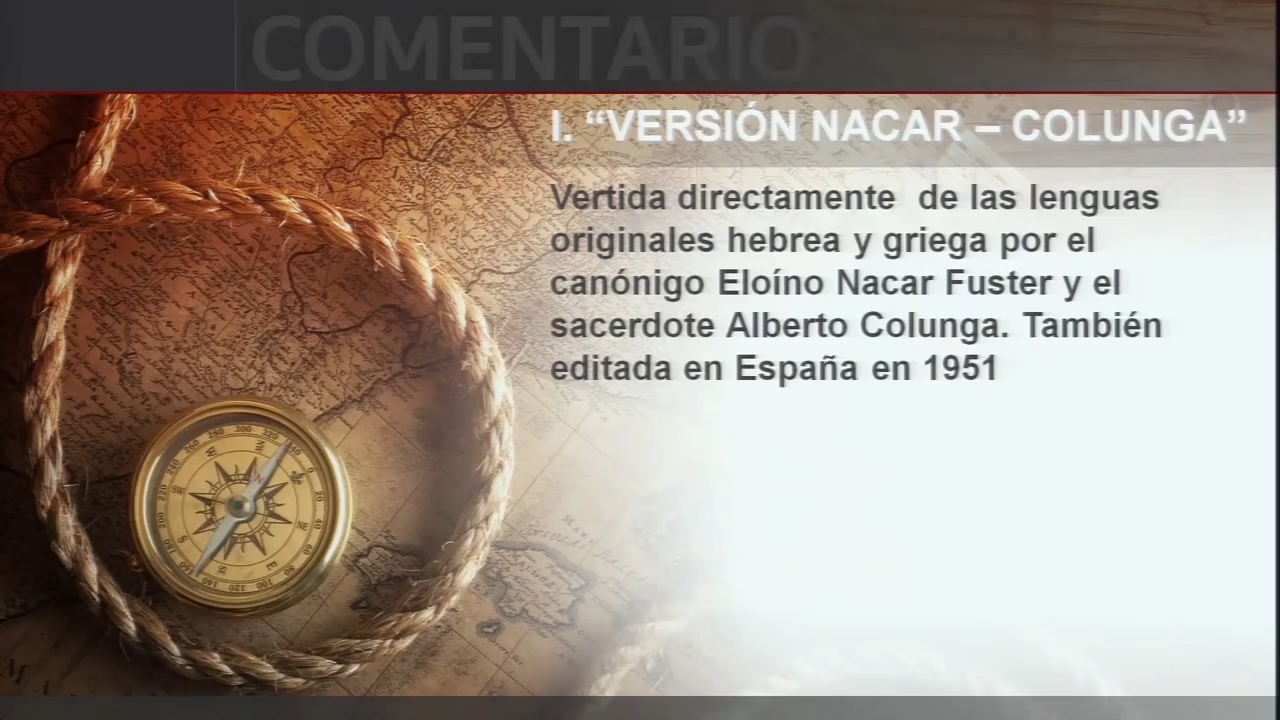 COMENTARIO
I. “VERSIÓN NACAR – COLUNGA”
Vertida directamente de las lenguas
originales hebrea y griega por el
canónigo Eloíno Nacar Fuster y el
sacerdote Alberto Colunga. También
editada en España en 1951